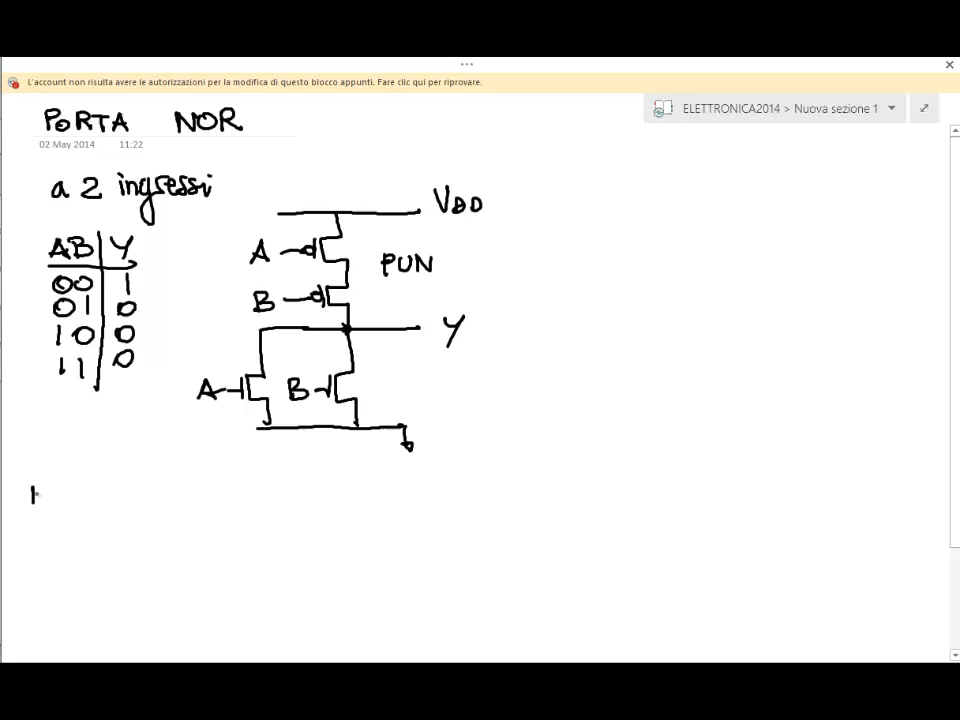 L'account non risulta avere le autorizzazioni per la modifica di questo blocco appunti. Fare clic qui per riprovare.
PORTA NOR
ELETTRONICA2014 > Nuova sezione 1
02 May 2014 11:22
a 2 ingressi
VDD
AB Y
A
PUN
00 1
01 0
B
10 0
Y
11 0
A B